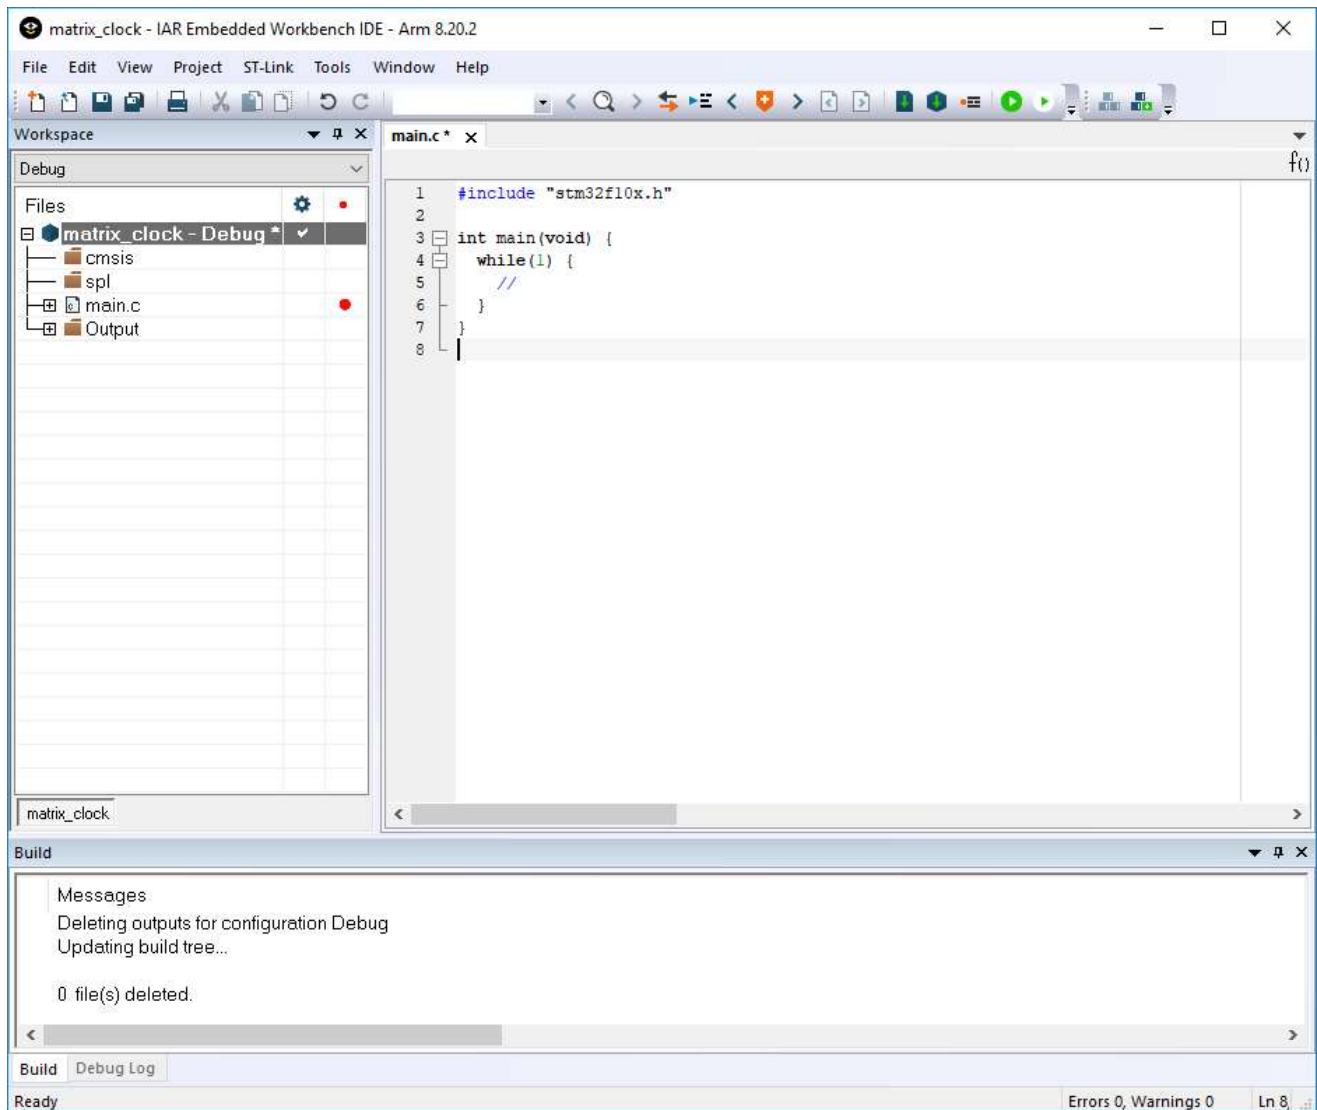 matrix_clock - IAR Embedded Workbench IDE - Arm 8.20.2
File Edit View Project ST-Link Tools Window Help
Workspace
main.c *
Debug
f()
Files
matrix_clock - Debug *
cmsis
spl
main.c
Output
1 #include "stm32f10x.h"
2
3 int main(void) {
4 while(1) {
5 //
6 }
7 }
8
matrix_clock
Build
Messages
Deleting outputs for configuration Debug
Updating build tree...
0 file(s) deleted.
Build Debug Log
Ready Errors 0, Warnings 0 Ln 8,